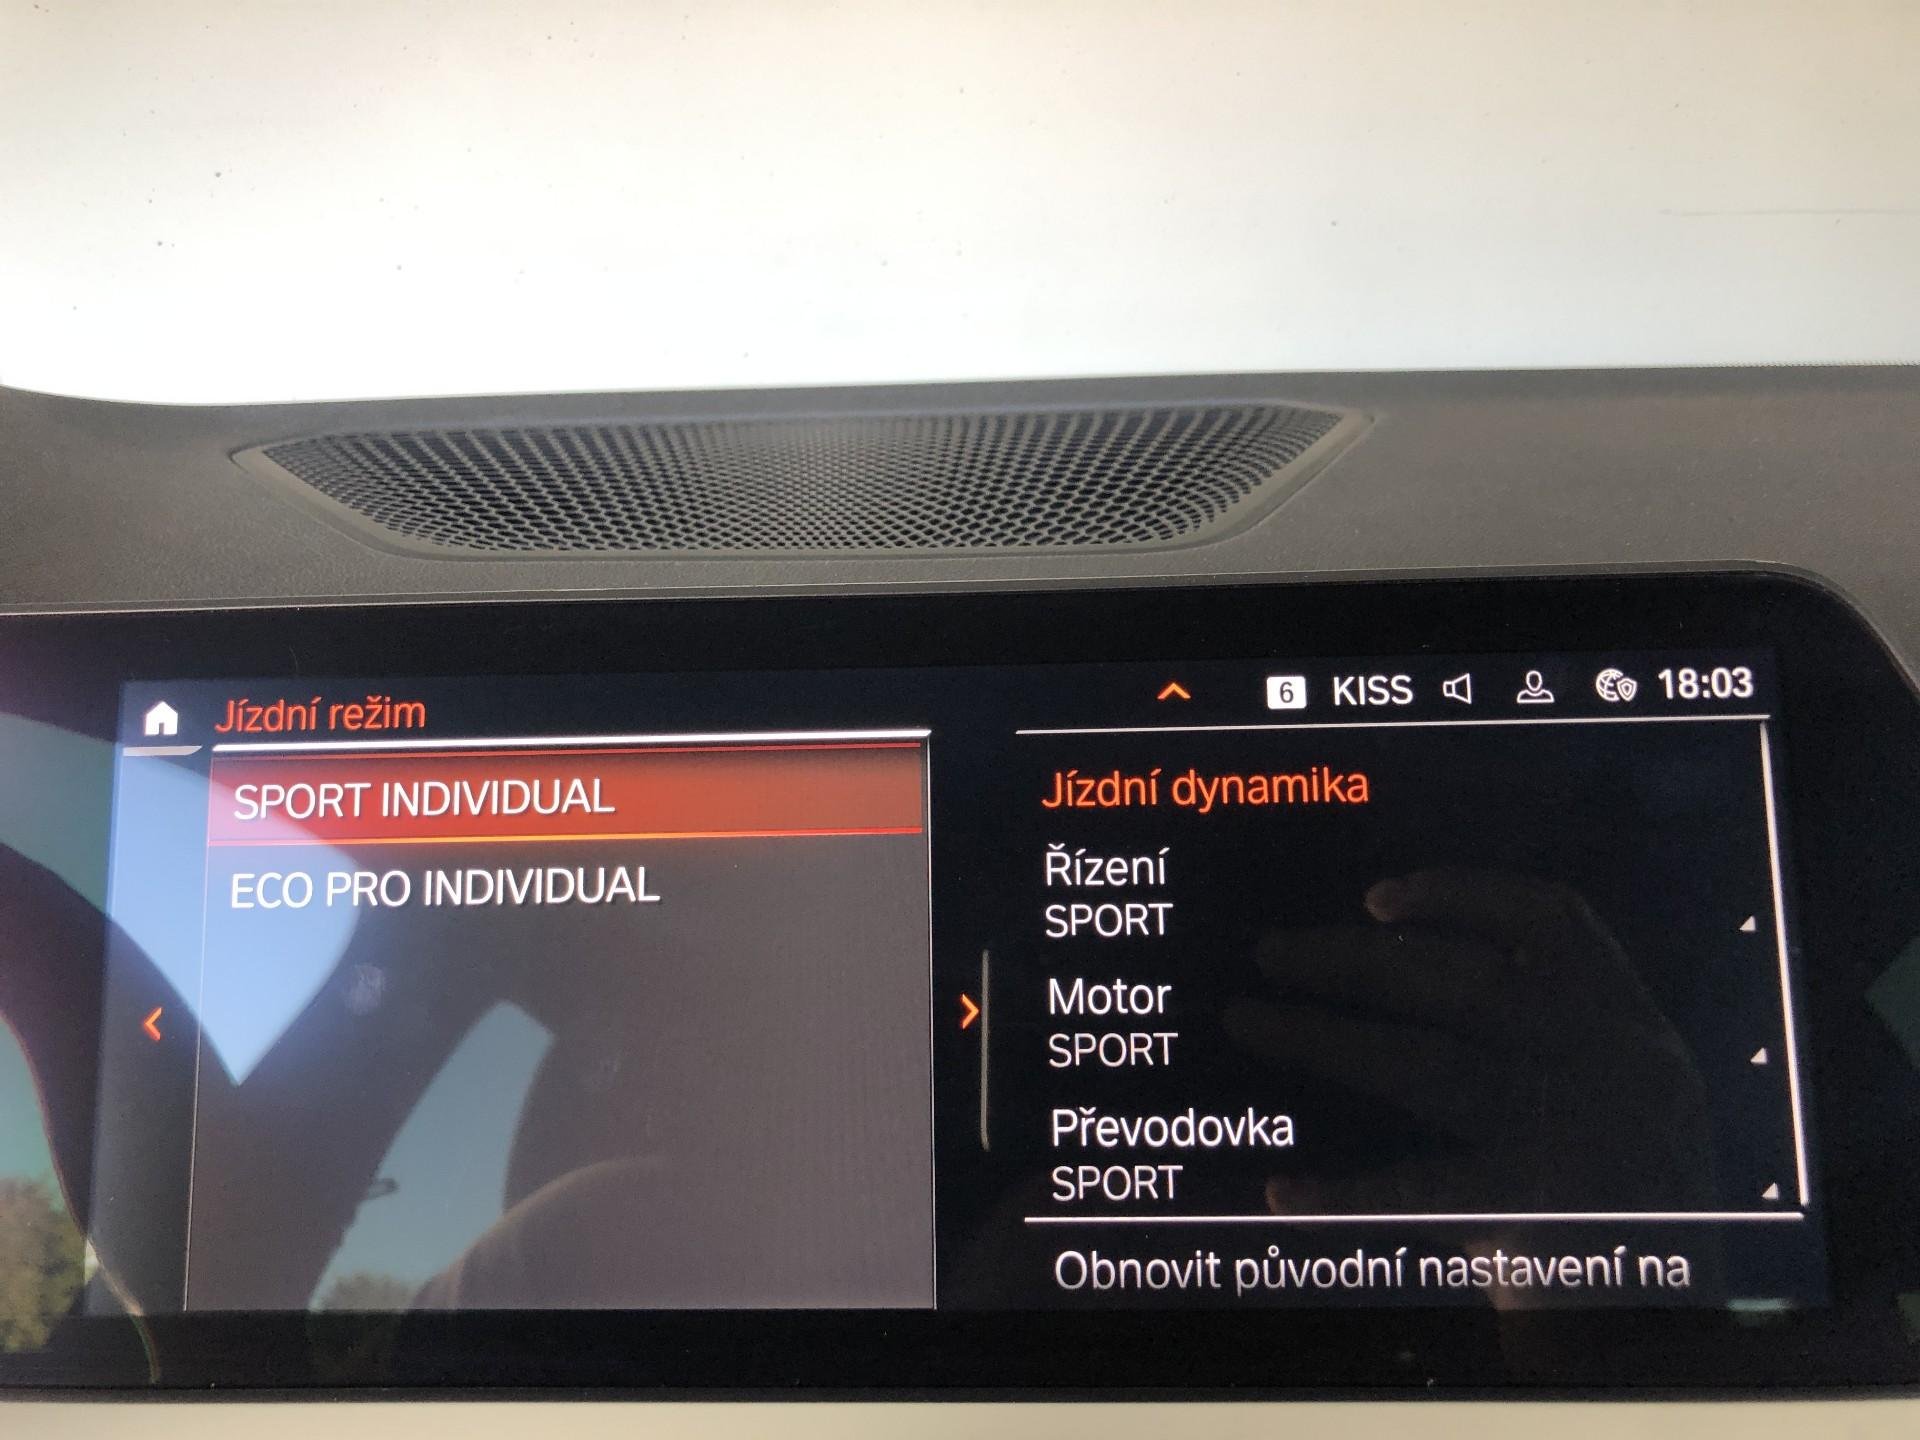 Jízdní režim
6 KISS 18:03
SPORT INDIVIDUAL
ECO PRO INDIVIDUAL
Jízdní dynamika
Řízení
SPORT
Motor
SPORT
Převodovka
SPORT
Obnovit původní nastavení na